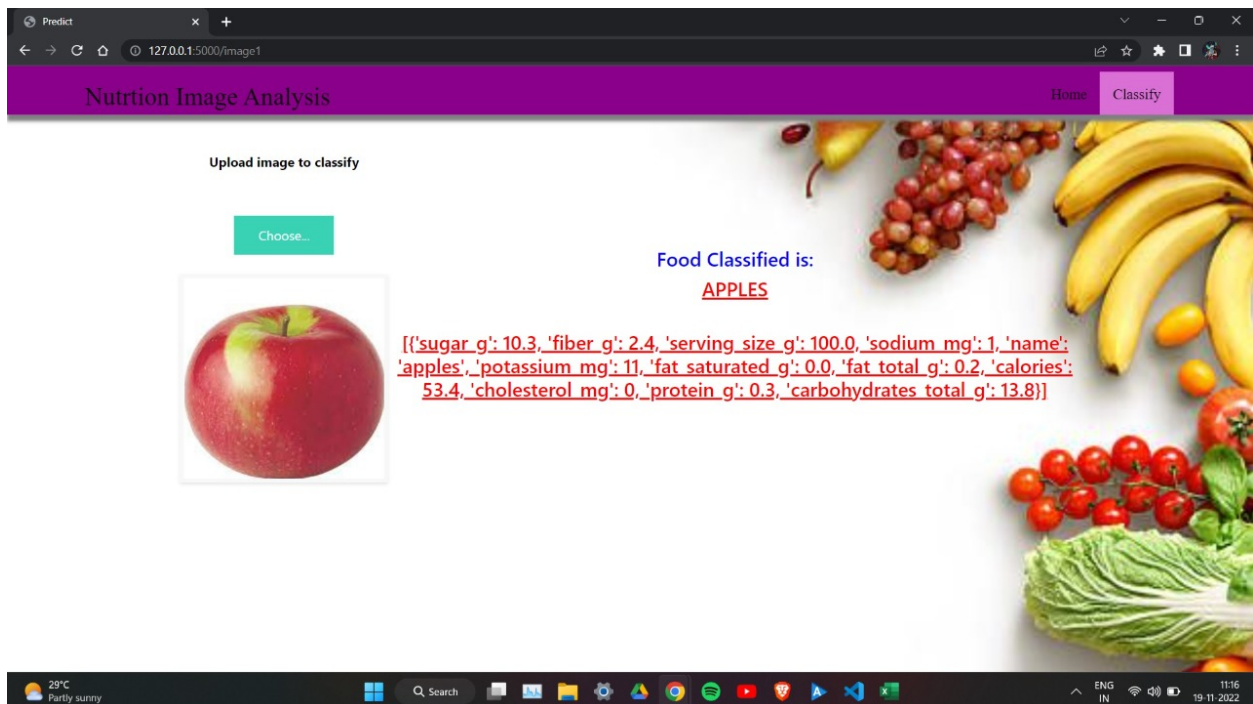 Predict
127.0.0.1:5000/image1
Nutrtion Image Analysis
Home
Classify
Upload image to classify
Choose...
Food Classified is:
APPLES
[{'sugar_g': 10.3, 'fiber_g': 2.4, 'serving_size_g': 100.0, 'sodium_mg': 1, 'name':
'apples', 'potassium_mg': 11, 'fat_saturated_g': 0.0, 'fat_total_g': 0.2, 'calories':
53.4, 'cholesterol_mg': 0, 'protein_g': 0.3, 'carbohydrates_total_g': 13.8}]
29°C
Partly sunny
Search
ENG
IN
11:16
19-11-2022